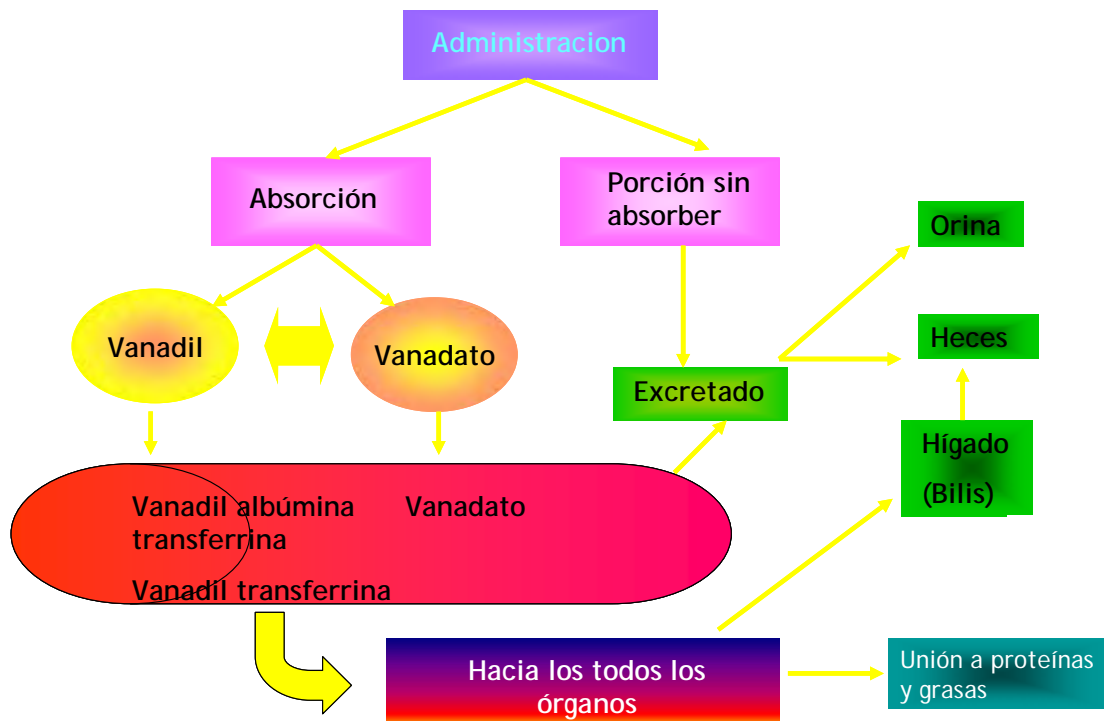 Administracion
Absorción
Porción sin
absorber
Orina
Vanadil
Vanadato
Heces
Excretado
Hígado
(Bilis)
Vanadil albúmina
transferrina
Vanadato
Vanadil transferrina
Hacia los todos los
órganos
Unión a proteínas
y grasas